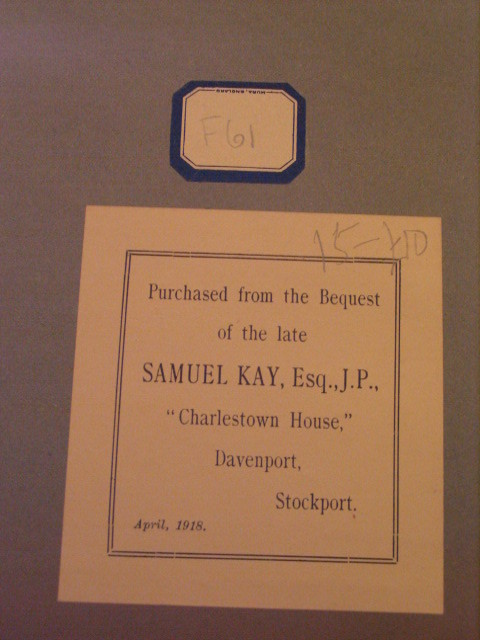 F61
15-
Purchased from the Bequest
of the late
SAMUEL KAY, Esq., J.P.,
"Charlestown House,"
Davenport,
Stockport.
April, 1918.